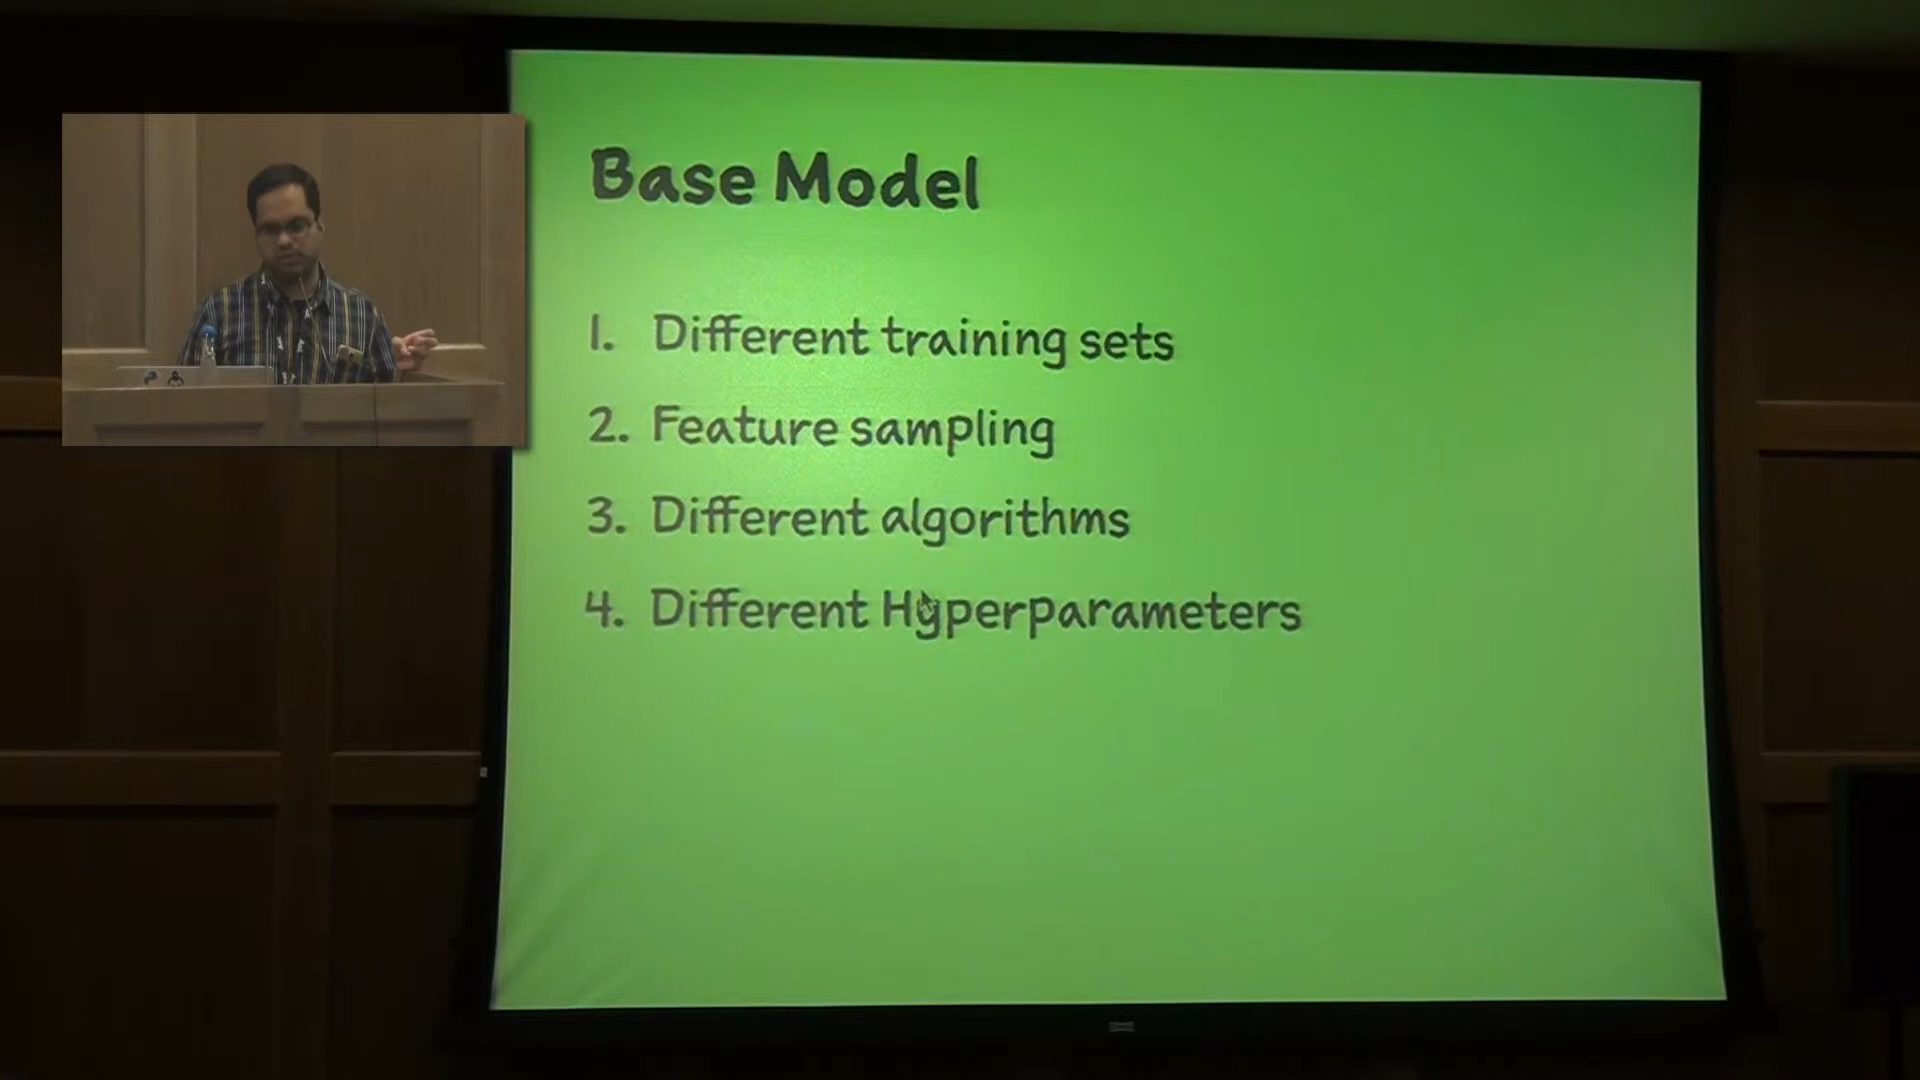 Base Model
1. Different training sets
2. Feature sampling
3. Different algorithms
4. Different Hyperparameters